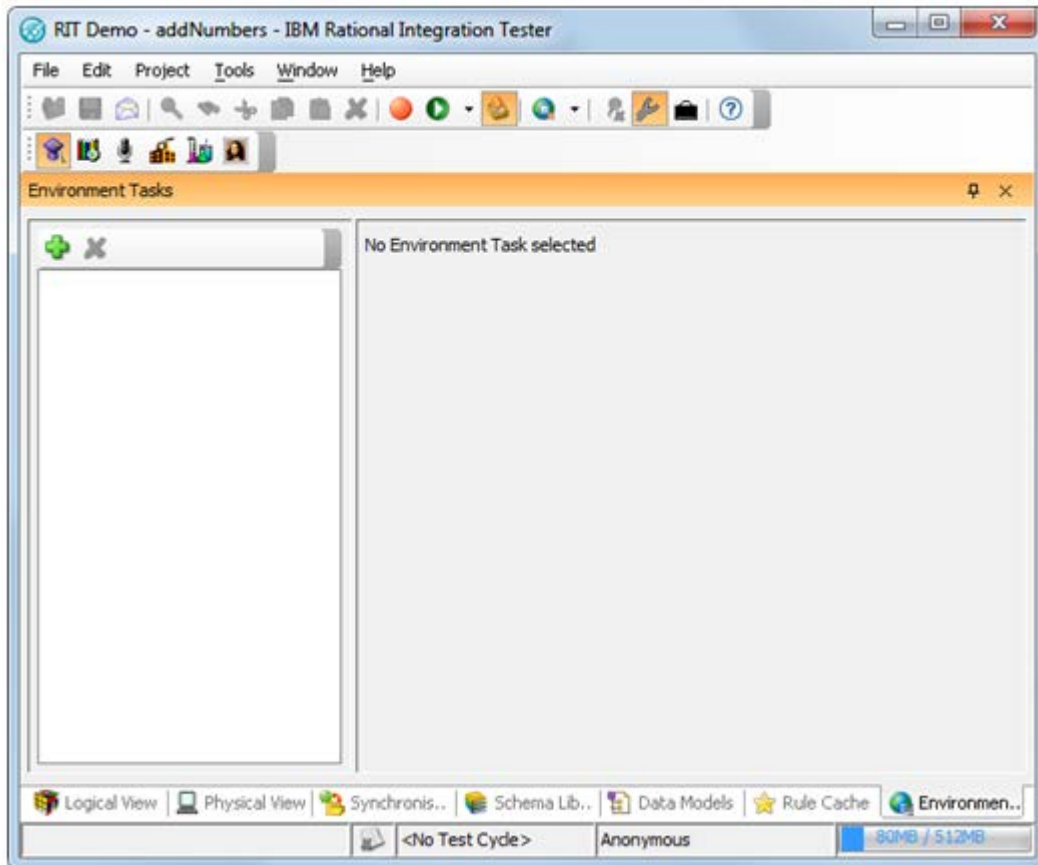 RIT Demo - addNumbers - IBM Rational Integration Tester
File Edit Project Tools Window Help
Environment Tasks
No Environment Task selected
Logical View Physical View Synchronis.. Schema Lib.. Data Models Rule Cache Environmen..
<No Test Cycle> Anonymous 80MB / 512MB